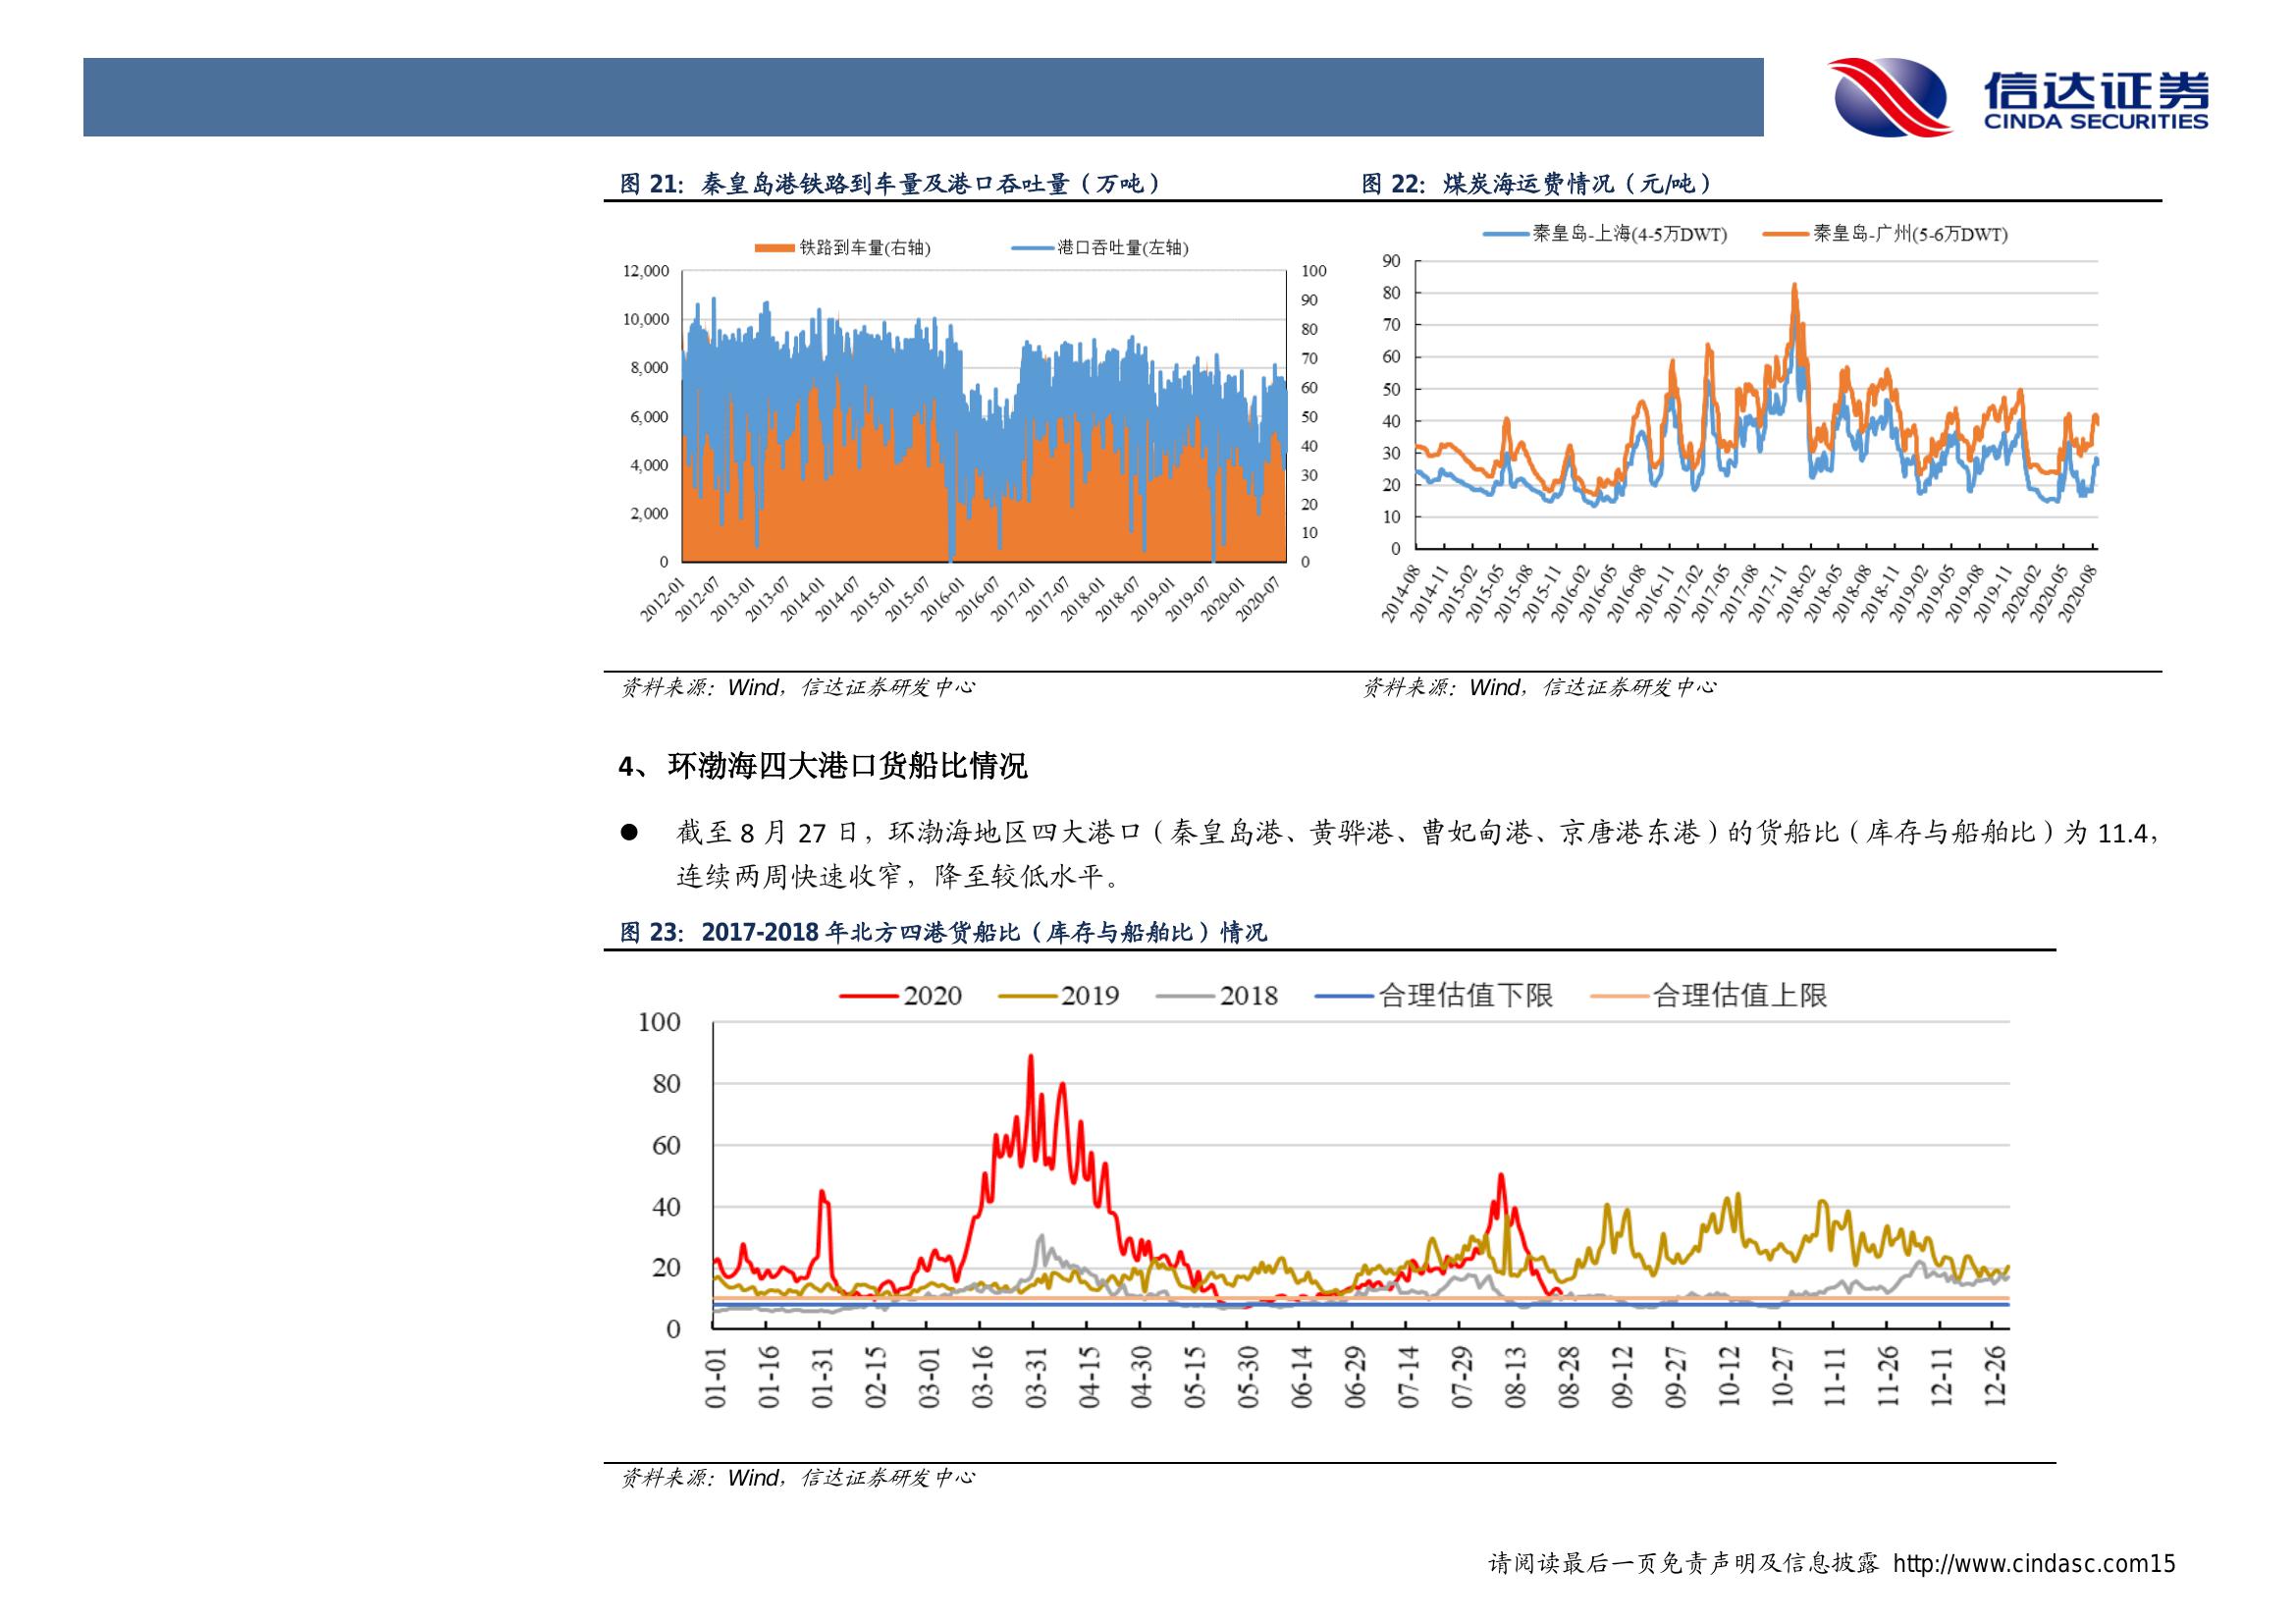 信达证券
CINDA SECURITIES
图 21：秦皇岛港铁路到车量及港口吞吐量（万吨）
铁路到车量(右轴) 港口吞吐量(左轴)
12,000
10,000
8,000
6,000
4,000
2,000
0
100
90
80
70
60
50
40
30
20
10
0
2012-01 2012-07 2013-01 2013-07 2014-01 2014-07 2015-01 2015-07 2016-01 2016-07 2017-01 2017-07 2018-01 2018-07 2019-01 2019-07 2020-01 2020-07
资料来源：Wind，信达证券研发中心
图 22：煤炭海运费情况（元/吨）
秦皇岛-上海(4-5万DWT) 秦皇岛-广州(5-6万DWT)
90
80
70
60
50
40
30
20
10
0
2014-08 2014-11 2015-02 2015-05 2015-08 2015-11 2016-02 2016-05 2016-08 2016-11 2017-02 2017-05 2017-08 2017-11 2018-02 2018-05 2018-08 2018-11 2019-02 2019-05 2019-08 2019-11 2020-02 2020-05 2020-08
资料来源：Wind，信达证券研发中心
4、环渤海四大港口货船比情况
● 截至 8 月 27 日，环渤海地区四大港口（秦皇岛港、黄骅港、曹妃甸港、京唐港东港）的货船比（库存与船舶比）为 11.4，
连续两周快速收窄，降至较低水平。
图 23：2017-2018 年北方四港货船比（库存与船舶比）情况
2020 2019 2018 合理估值下限 合理估值上限
100
80
60
40
20
0
01-01 01-16 01-31 02-15 03-01 03-16 03-31 04-15 04-30 05-15 05-30 06-14 06-29 07-14 07-29 08-13 08-28 09-12 09-27 10-12 10-27 11-11 11-26 12-11 12-26
资料来源：Wind，信达证券研发中心
请阅读最后一页免责声明及信息披露 http://www.cindasc.com15